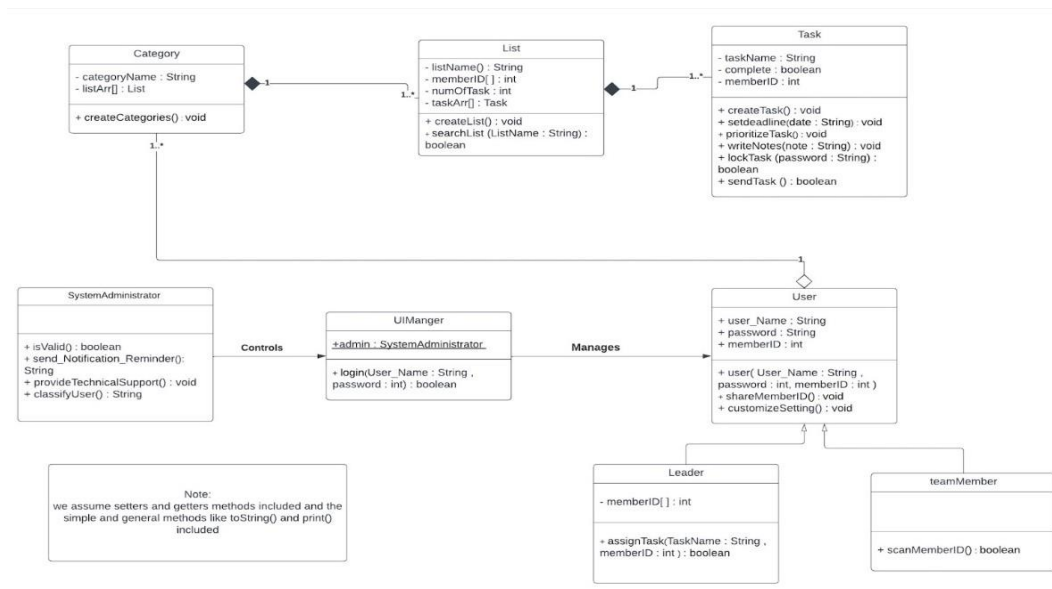 Category
- categoryName : String
- listArr[] : List
+ createCategories() : void
1
1..*
List
- listName() : String
- memberID[ ] : int
- numOfTask : int
- taskArr[] : Task
+ createList() : void
+ searchList (ListName : String) :
boolean
1
1..*
Task
- taskName : String
- complete : boolean
- memberID : int
+ createTask() : void
+ setdeadline(date : String) : void
+ prioritizeTask() : void
+ writeNotes(note : String) : void
+ lockTask (password : String) :
boolean
+ sendTask () : boolean
1..*
1
SystemAdministrator
+ isValid() : boolean
+ send_Notification_Reminder():
String
+ provideTechnicalSupport() : void
+ classifyUser() : String
Controls
UIManger
+admin : SystemAdministrator
+ login(User_Name : String ,
password : int) : boolean
Manages
User
+ user_Name : String
+ password : String
+ memberID : int
+ user( User_Name : String ,
password : int, memberID : int )
+ shareMemberID() : void
+ customizeSetting() : void
Note:
we assume setters and getters methods included and the
simple and general methods like toString() and print()
included
Leader
- memberID[ ] : int
+ assignTask(TaskName : String ,
memberID : int ) : boolean
teamMember
+ scanMemberID() : boolean